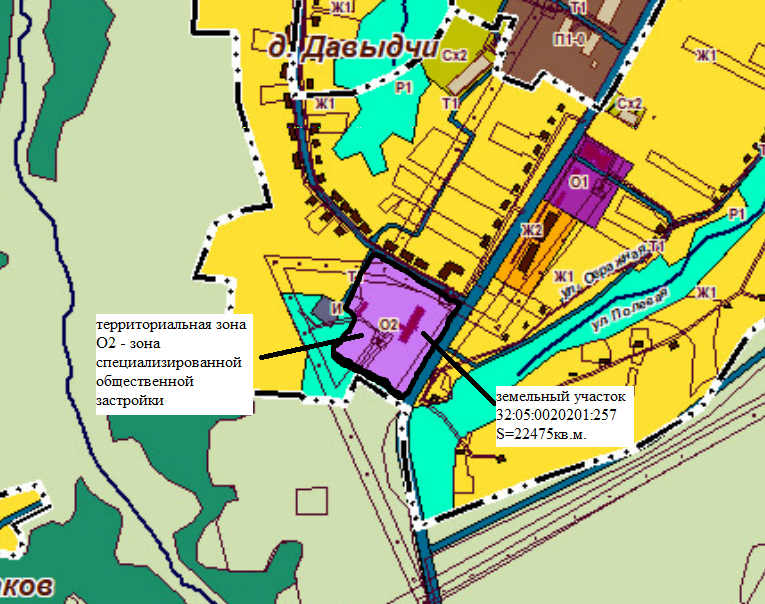 Ж1
Т1
д. Давыдчи
Сх2
П1-0
Ж1
Р1
Ж1
Т1
Сх2
О1
Р1
Ж2
Т1
ул. Овражная
Ж1
ул. Полевая
Ж1
Т
И
О2
территориальная зона
О2 - зона
специализированной
общественной
застройки
земельный участок
32:05:0020201:257
S=22475кв.м.
ков